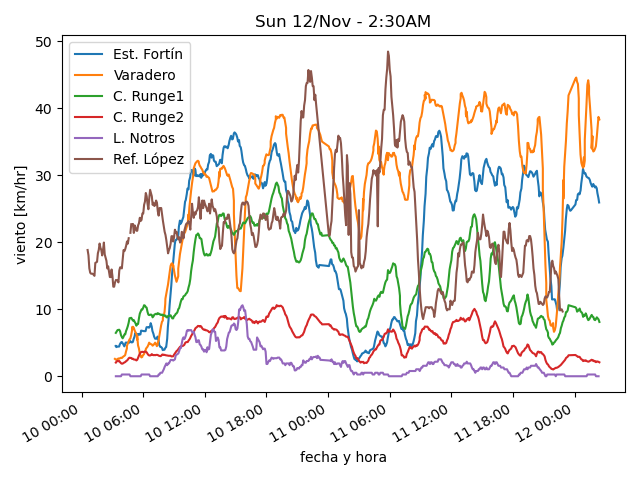 Sun 12/Nov - 2:30AM
50
40
30
20
10
0
viento [km/hr]
Est. Fortín
Varadero
C. Runge1
C. Runge2
L. Notros
Ref. López
10 00:00
10 06:00
10 12:00
10 18:00
11 00:00
11 06:00
11 12:00
11 18:00
12 00:00
fecha y hora